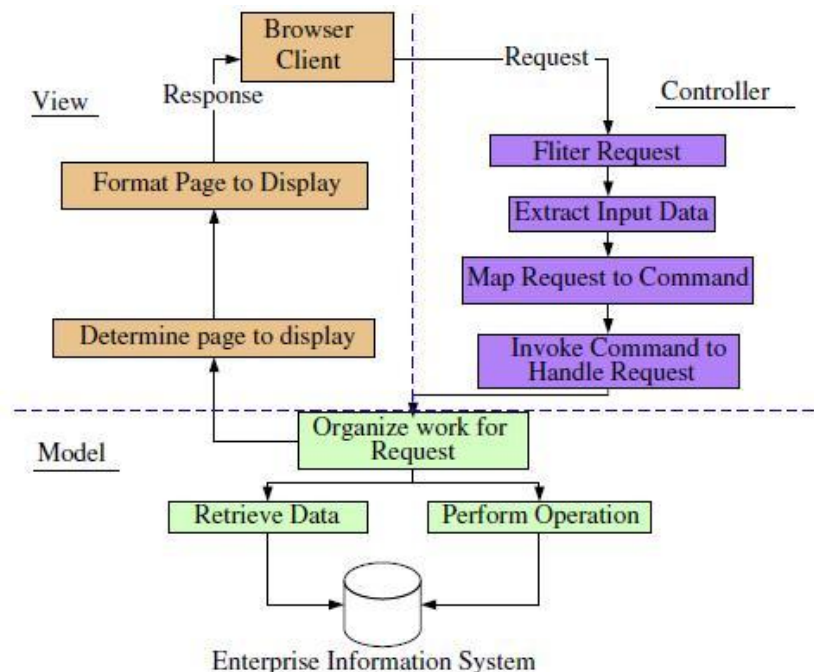 Browser
Client
Request
View
Response
Controller
Fliter Request
Format Page to Display
Extract Input Data
Map Request to Command
Determine page to display
Invoke Command to
Handle Request
Organize work for
Request
Model
Retrieve Data
Perform Operation
Enterprise Information System